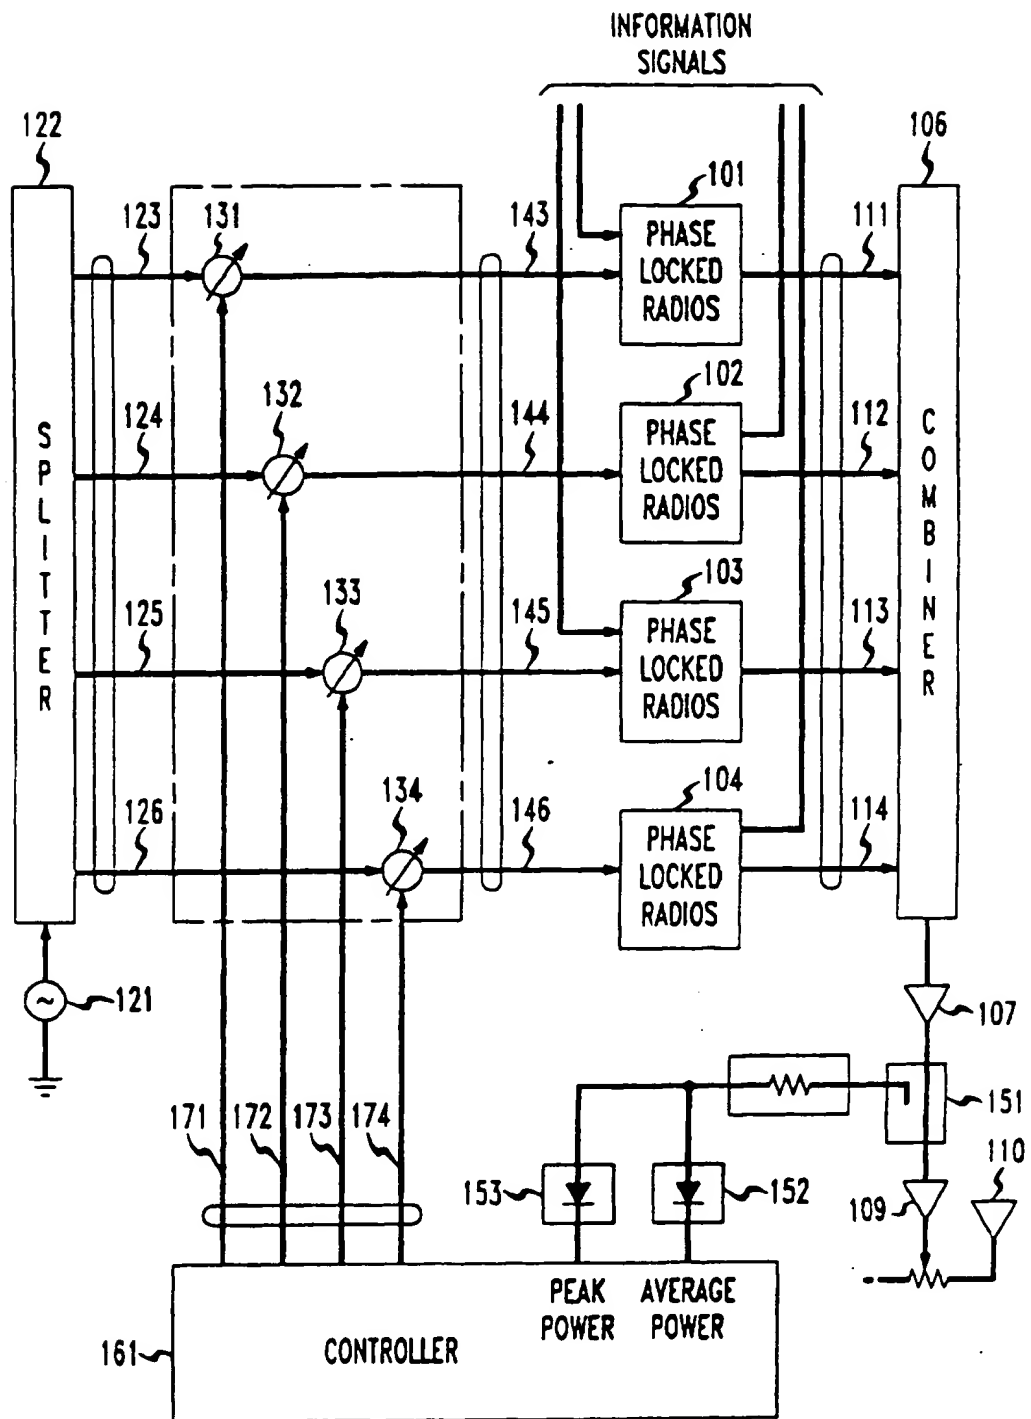 INFORMATION
SIGNALS
122
106
101
123
131
143
111
PHASE
LOCKED
RADIOS
102
132
124
144
112
PHASE
LOCKED
RADIOS
SPLITTER
COMBINER
103
133
125
145
113
PHASE
LOCKED
RADIOS
104
134
126
146
114
PHASE
LOCKED
RADIOS
~
121
107
151
171
172
173
174
110
153
152
109
PEAK
POWER
AVERAGE
POWER
161
CONTROLLER